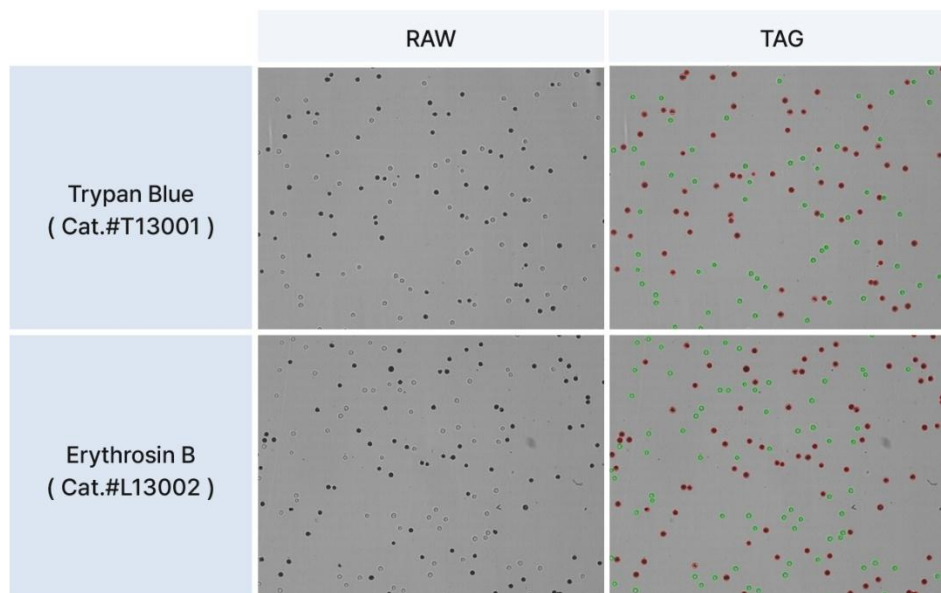 RAW
TAG
Trypan Blue
( Cat.#T13001 )
Erythrosin B
( Cat.#L13002 )